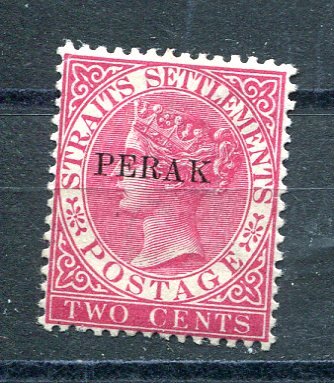 STRAITS SETTLEMENTS
PERAK
POSTAGE
TWO CENTS